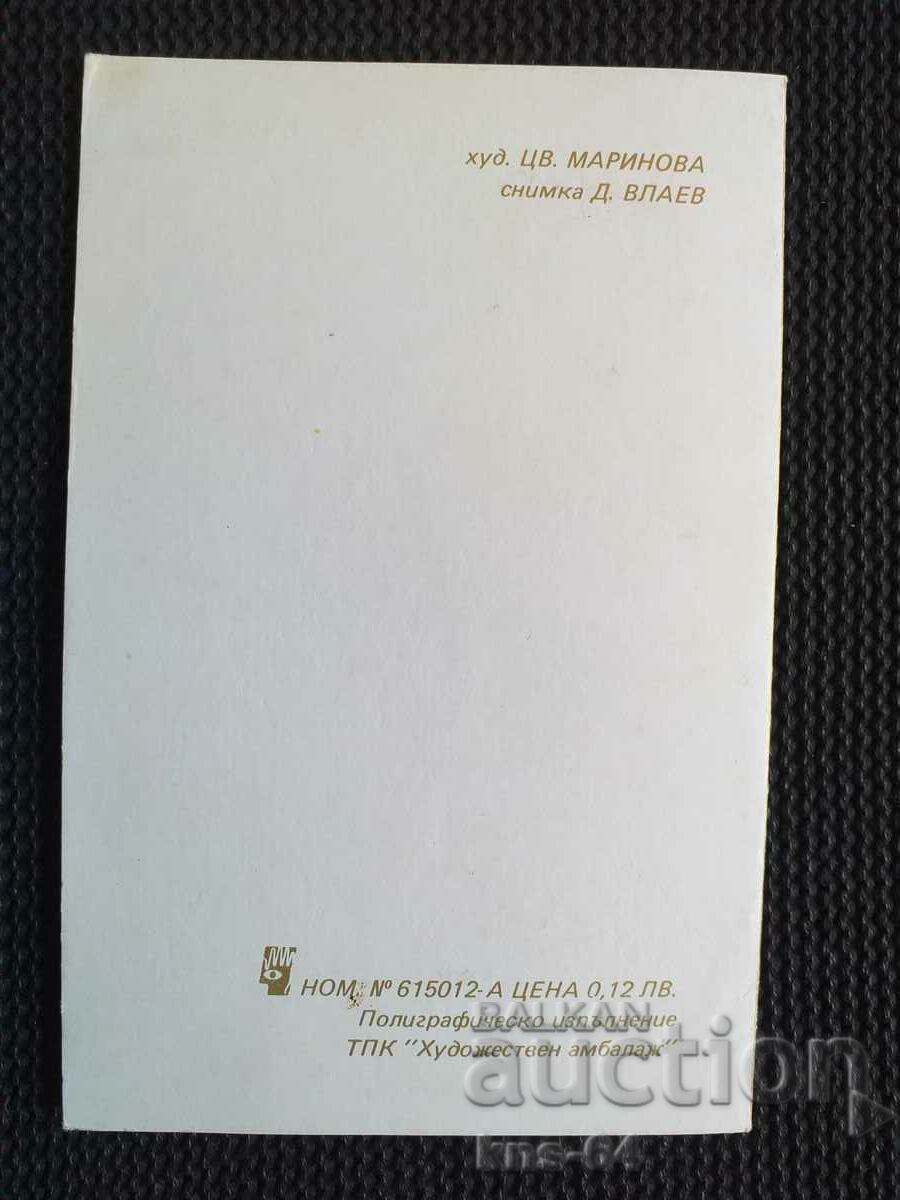 худ. ЦВ. МАРИНОВА
снимка Д. ВЛАЕВ
НОМ. № 615012-А ЦЕНА 0,12 ЛВ.
Полиграфическо изпълнение
ТПК "Художествен амбалаж"
BALKAN
auction
kns-64